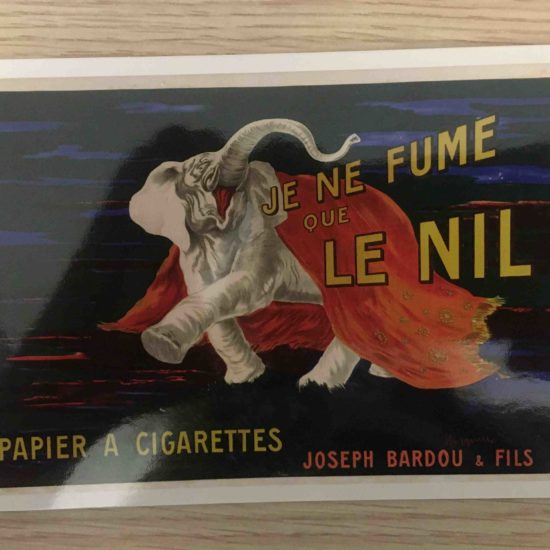 JE NE FUME
QUE
LE NIL
PAPIER A CIGARETTES
JOSEPH BARDOU & FILS